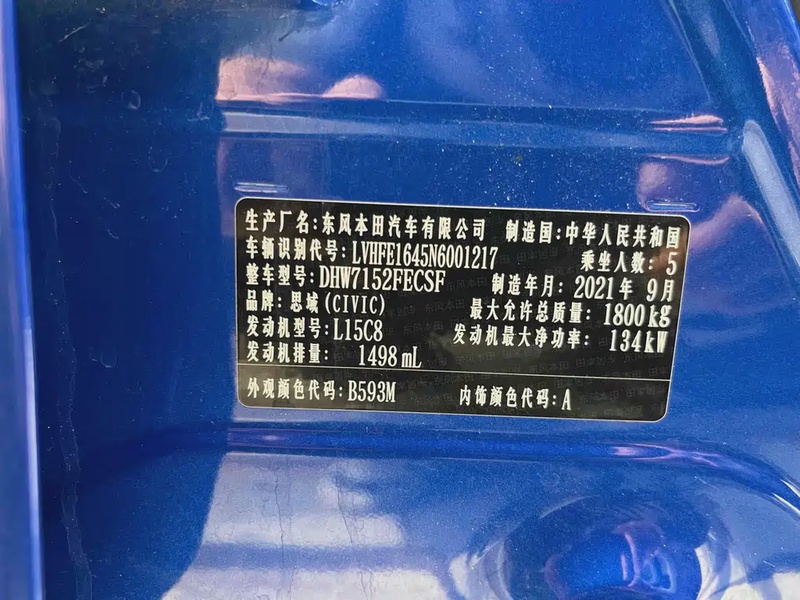 生产厂名:东风本田汽车有限公司 制造国:中华人民共和国
车辆识别代号:LVHFE1645N6001217 乘坐人数:5
整车型号:DHW7152FECSF 制造年月:2021年 9月
品牌:思域(CIVIC) 最大允许总质量:1800kg
发动机型号:L15C8 发动机最大净功率:134kW
发动机排量: 1498mL
外观颜色代码:B593M 内饰颜色代码:A